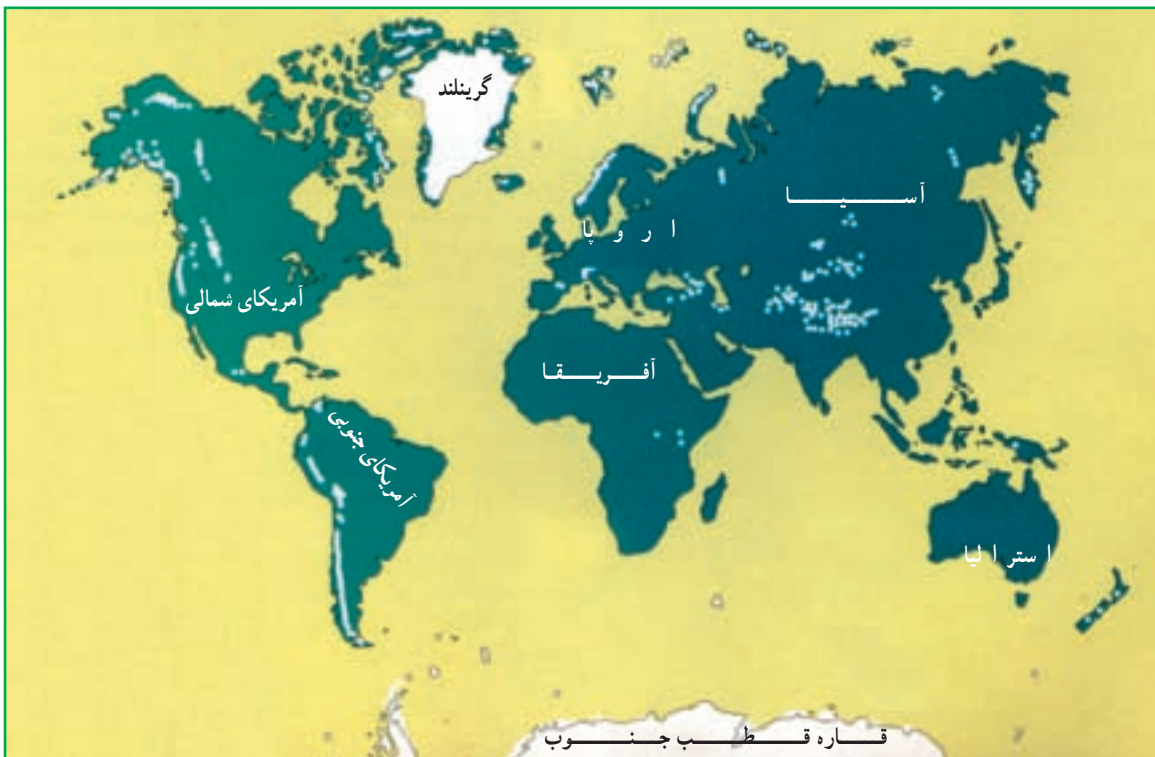 گرینلند
آسیا
اروپا
آمریکای شمالی
آفریقا
آمریکای جنوبی
استرالیا
قاره قطب جنوب